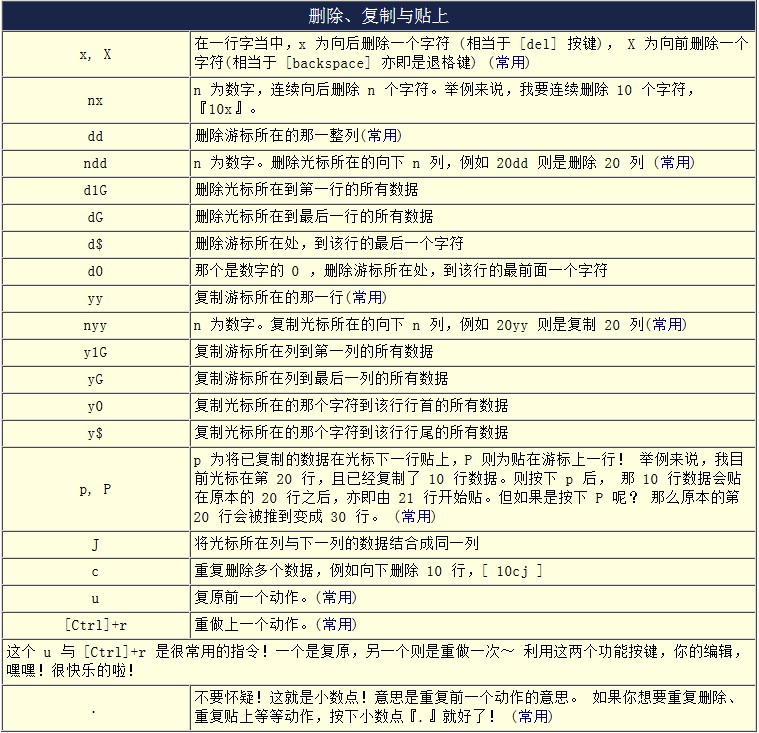 删除、复制与贴上
x, X
在一行字当中，x 为向后删除一个字符 (相当于 [del] 按键)， X 为向前删除一个
字符(相当于 [backspace] 亦即是退格键) (常用)
nx
n 为数字，连续向后删除 n 个字符。举例来说，我要连续删除 10 个字符，
『10x』。
dd
删除游标所在的那一整列(常用)
ndd
n 为数字。删除光标所在的向下 n 列，例如 20dd 则是删除 20 列 (常用)
d1G
删除光标所在到第一行的所有数据
dG
删除光标所在到最后一行的所有数据
d$
删除游标所在处，到该行的最后一个字符
d0
那个是数字的 0 ，删除游标所在处，到该行的最前面一个字符
yy
复制游标所在的那一行(常用)
nyy
n 为数字。复制光标所在的向下 n 列，例如 20yy 则是复制 20 列(常用)
y1G
复制游标所在列到第一列的所有数据
yG
复制游标所在列到最后一列的所有数据
y0
复制光标所在的那个字符到该行行首的所有数据
y$
复制光标所在的那个字符到该行行尾的所有数据
p, P
p 为将已复制的数据在光标下一行贴上，P 则为贴在游标上一行！ 举例来说，我目
前光标在第 20 行，且已经复制了 10 行数据。则按下 p 后， 那 10 行数据会贴
在原本的 20 行之后，亦即由 21 行开始贴。但如果是按下 P 呢？ 那么原本的第
20 行会被推到变成 30 行。 (常用)
J
将光标所在列与下一列的数据结合成同一列
c
重复删除多个数据，例如向下删除 10 行，[ 10cj ]
u
复原前一个动作。(常用)
[Ctrl]+r
重做上一个动作。(常用)
这个 u 与 [Ctrl]+r 是很常用的指令！一个是复原，另一个则是重做一次～ 利用这两个功能按键，你的编辑，
嘿嘿！很快乐的啦！
.
不要怀疑！这就是小数点！意思是重复前一个动作的意思。 如果你想要重复删除、
重复贴上等等动作，按下小数点『.』就好了！ (常用)